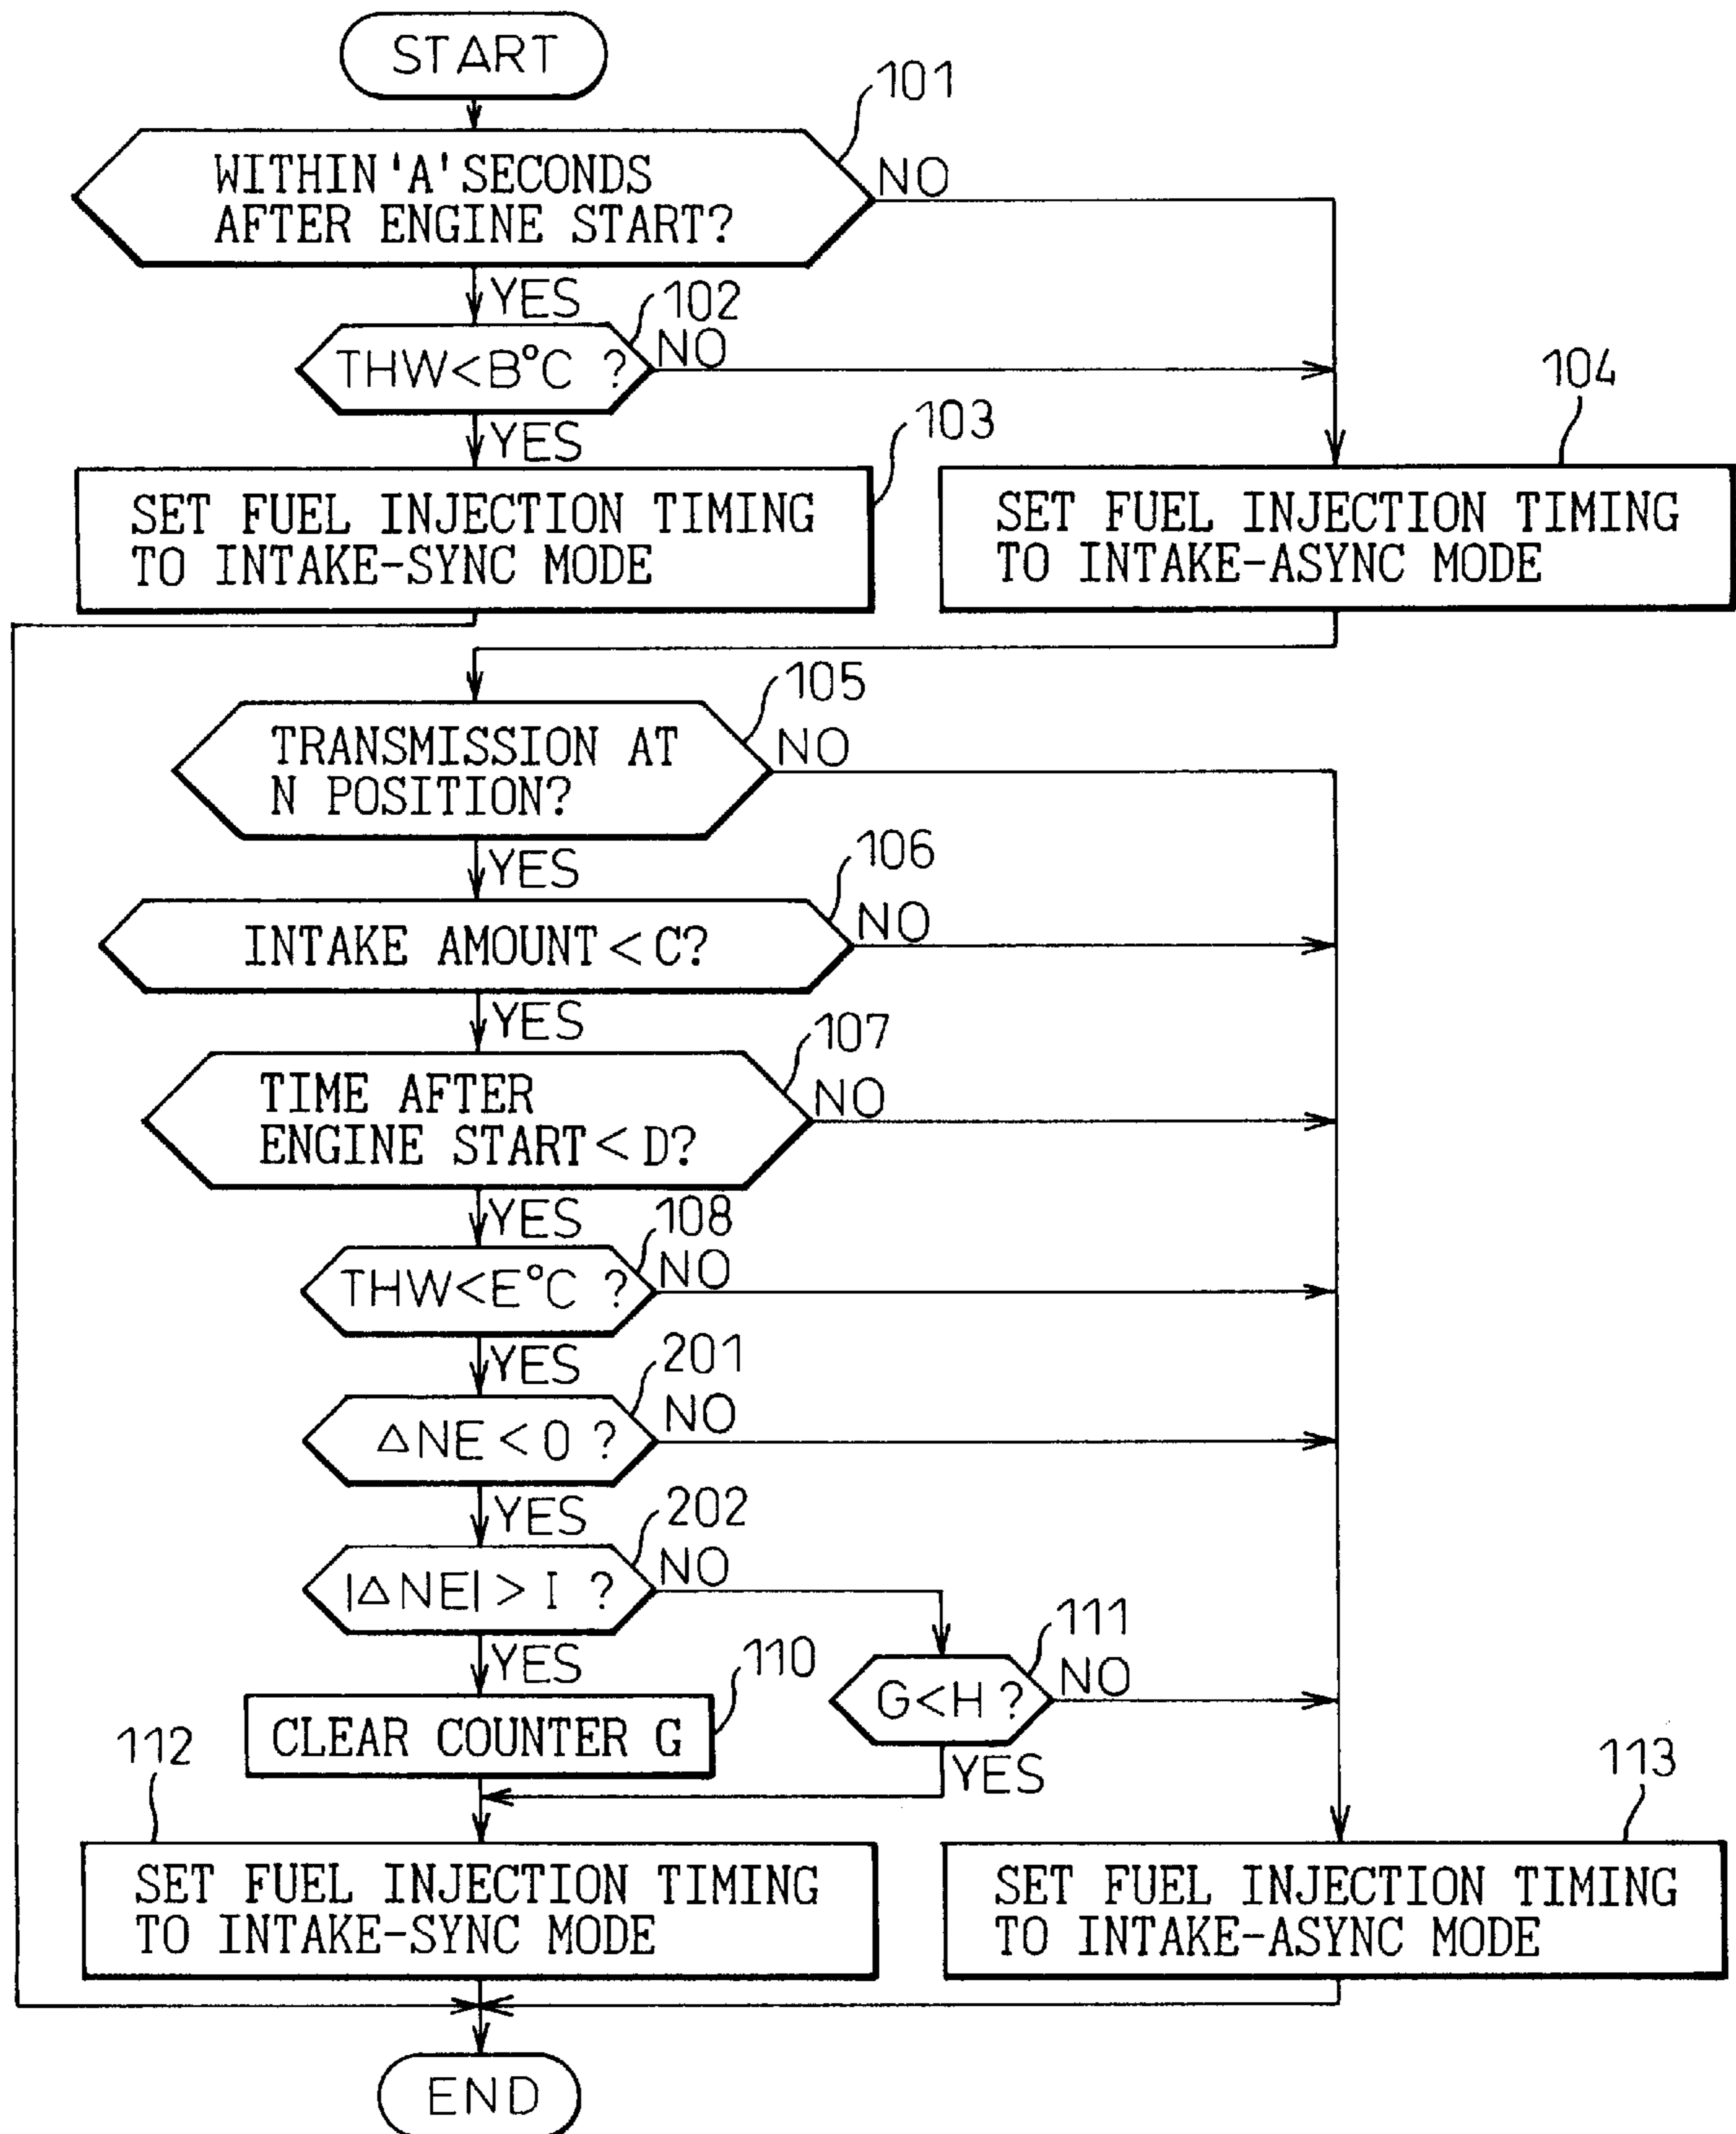 START
101
WITHIN 'A' SECONDS
AFTER ENGINE START?
NO
YES
102
THW<B°C ?
NO
YES
103
104
SET FUEL INJECTION TIMING
TO INTAKE-SYNC MODE
SET FUEL INJECTION TIMING
TO INTAKE-ASYNC MODE
105
TRANSMISSION AT
N POSITION?
NO
YES
106
INTAKE AMOUNT < C?
NO
YES
107
TIME AFTER
ENGINE START < D?
NO
YES
108
THW<E°C ?
NO
YES
201
△NE < 0 ?
NO
YES
202
|△NE| > I ?
NO
YES
111
G<H ?
NO
YES
110
CLEAR COUNTER G
112
113
SET FUEL INJECTION TIMING
TO INTAKE-SYNC MODE
SET FUEL INJECTION TIMING
TO INTAKE-ASYNC MODE
END